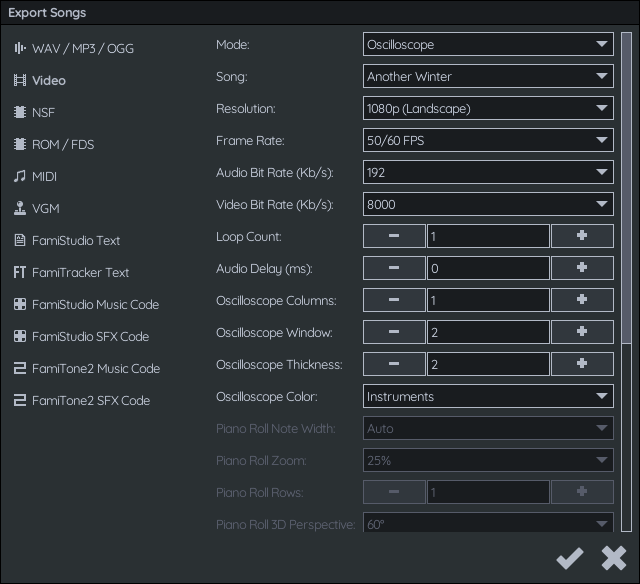 Export Songs
WAV / MP3 / OGG
Video
NSF
ROM / FDS
MIDI
VGM
FamiStudio Text
FamiTracker Text
FamiStudio Music Code
FamiStudio SFX Code
FamiTone2 Music Code
FamiTone2 SFX Code
Mode: Oscilloscope
Song: Another Winter
Resolution: 1080p (Landscape)
Frame Rate: 50/60 FPS
Audio Bit Rate (Kb/s): 192
Video Bit Rate (Kb/s): 8000
Loop Count: 1
Audio Delay (ms): 0
Oscilloscope Columns: 1
Oscilloscope Window: 2
Oscilloscope Thickness: 2
Oscilloscope Color: Instruments
Piano Roll Note Width: Auto
Piano Roll Zoom: 25%
Piano Roll Rows: 1
Piano Roll 3D Perspective: 60°